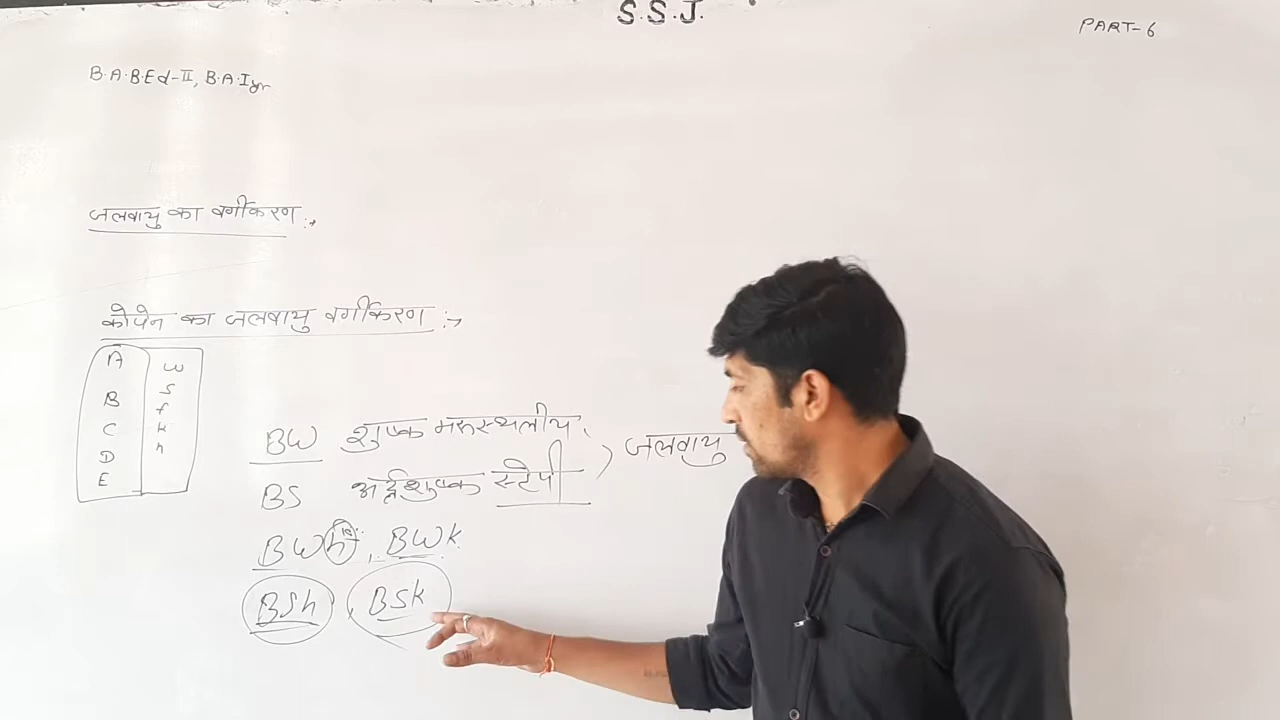 S.S.J.
PART-6
B.A.B.Ed-II, B.A.I yr
जलवायु का वर्गीकरण :→
कोपेन का जलवायु वर्गीकरण :→
A W
B S
C f
D k
E h
BW शुष्क मरुस्थलीय
BS अर्द्धशुष्क स्टेपी
जलवायु
BWh, BWk
BSh, BSk